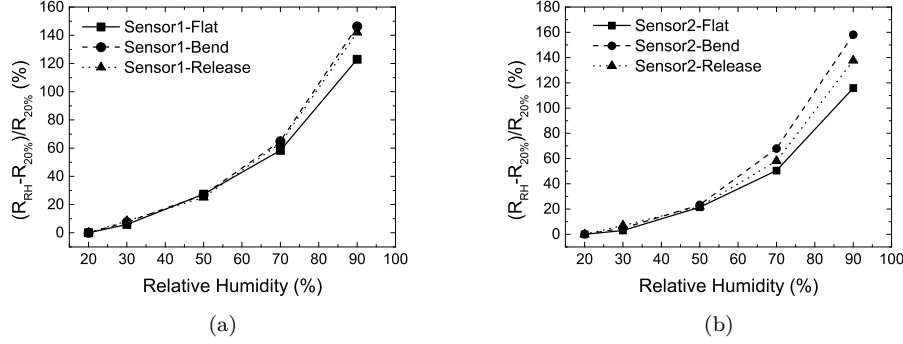 160
140
120
100
80
60
40
20
0
(R_RH-R_20%)/R_20% (%)
Sensor1-Flat
Sensor1-Bend
Sensor1-Release
20 30 40 50 60 70 80 90 100
Relative Humidity (%)
(a)
180
160
140
120
100
80
60
40
20
0
(R_RH-R_20%)/R_20% (%)
Sensor2-Flat
Sensor2-Bend
Sensor2-Release
20 30 40 50 60 70 80 90 100
Relative Humidity (%)
(b)